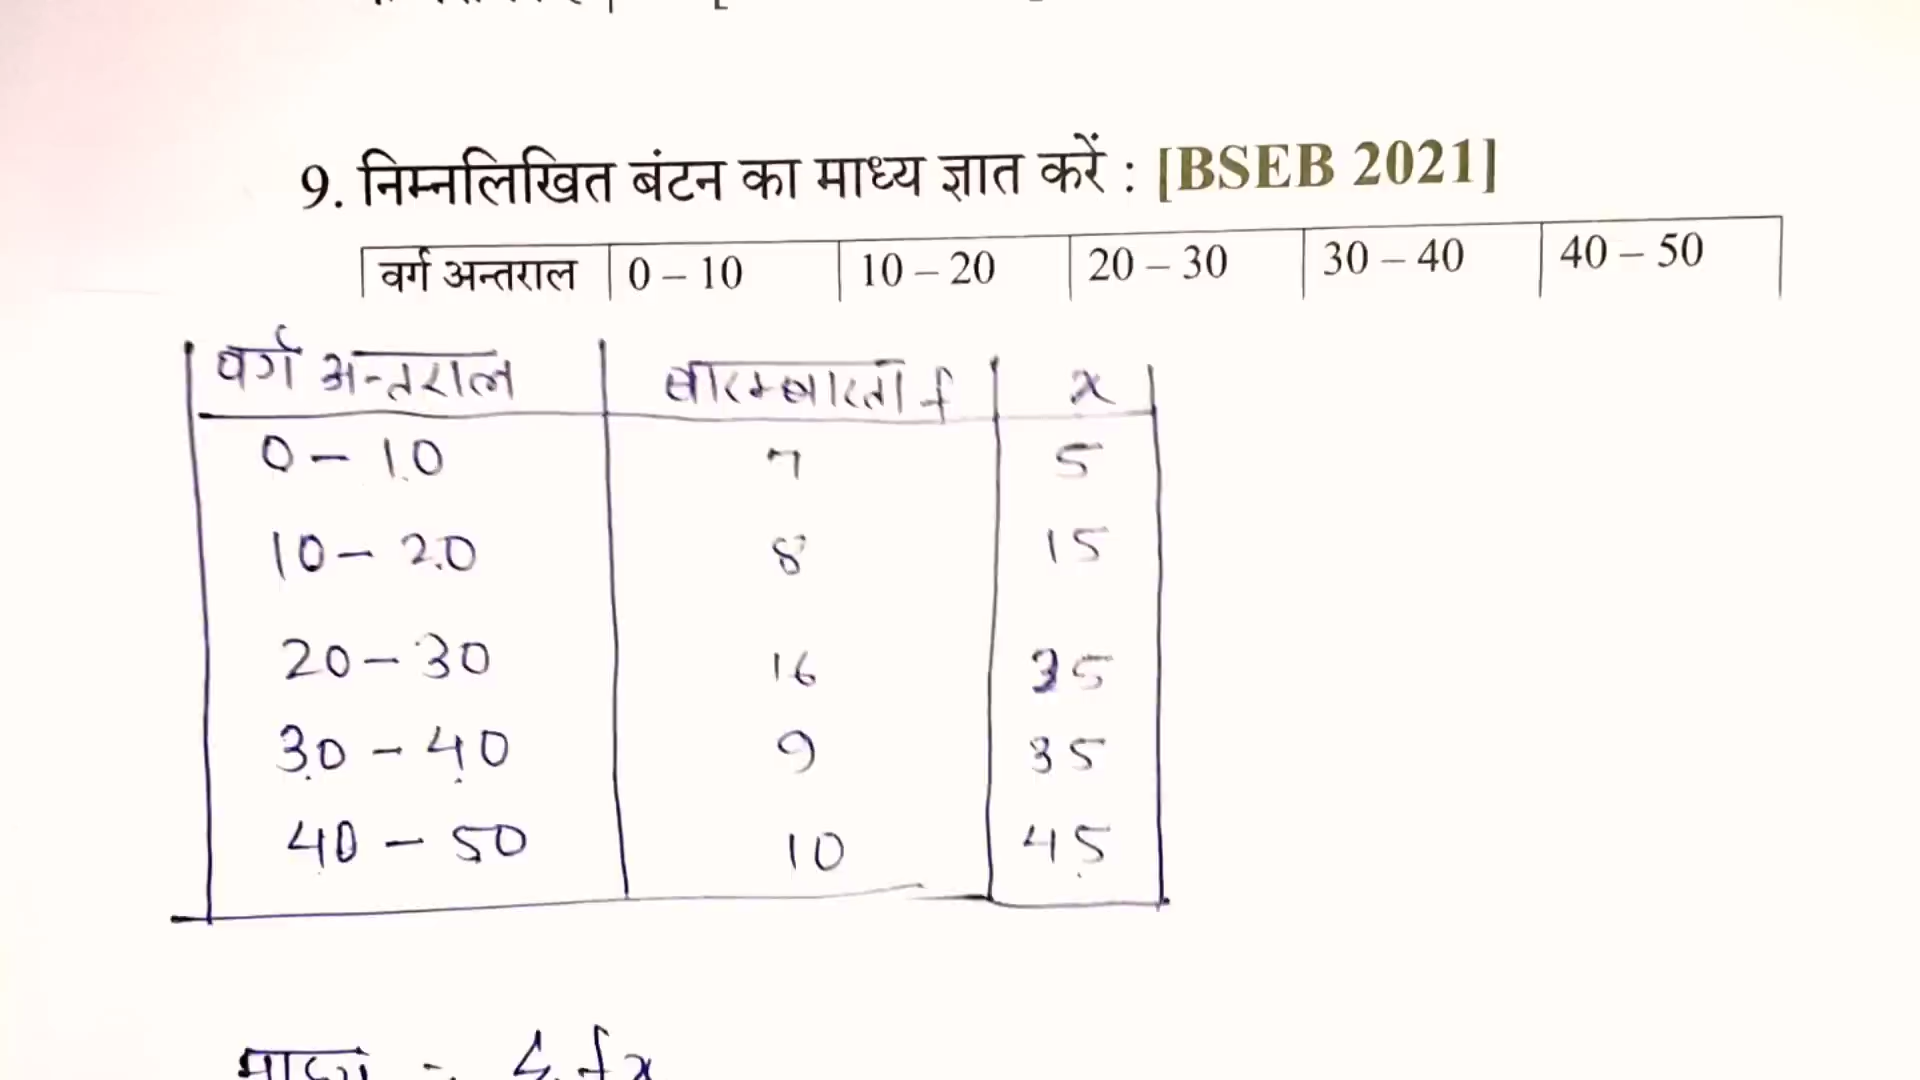 9. निम्नलिखित बंटन का माध्य ज्ञात करें : [BSEB 2021]
वर्ग अन्तराल 0 – 10 10 – 20 20 – 30 30 – 40 40 – 50
वर्ग अन्तराल बारम्बारता f x
0 – 10 7 5
10 – 20 8 15
20 – 30 16 35
30 – 40 9 35
40 – 50 10 45
माध्य = Σfx